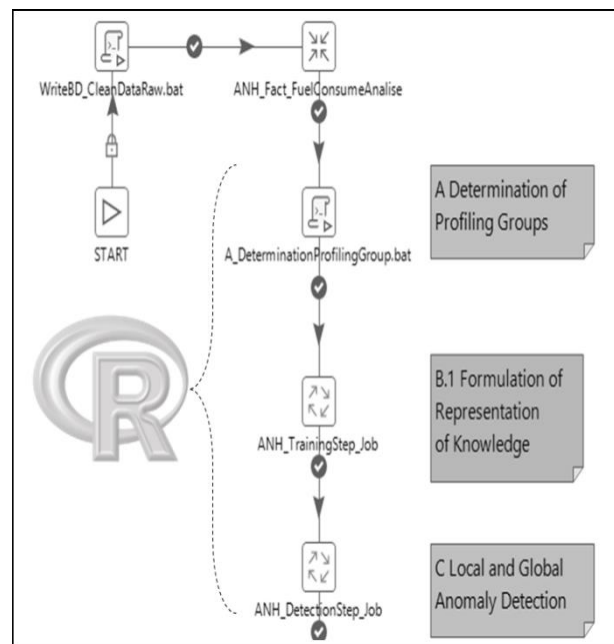 WriteBD_CleanDataRaw.bat
ANH_Fact_FuelConsumeAnalise
START
A_DeterminationProfilingGroup.bat
A Determination of
Profiling Groups
R
ANH_TrainingStep_Job
B.1 Formulation of
Representation
of Knowledge
ANH_DetectionStep_Job
C Local and Global
Anomaly Detection